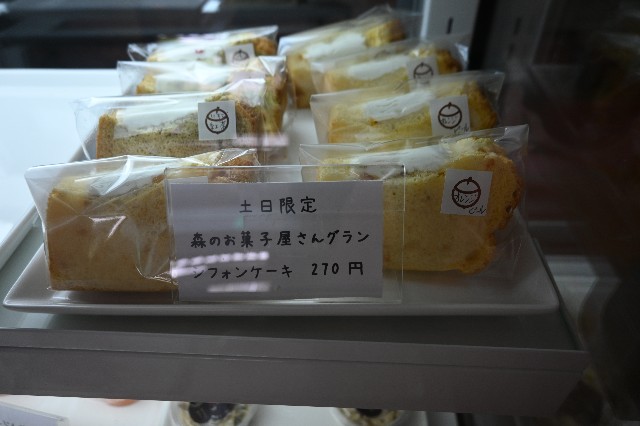 土日限定
森のお菓子屋さんグラン
シフォンケーキ 270円